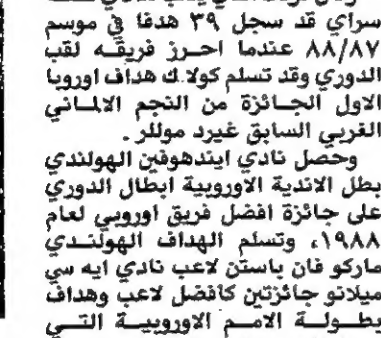 سراي قد سجل ٣٩ هدفا في موسم
٨٨/٨٧ عندما احرز فريقه لقب
الدوري وقد تسلم كولاك هداف اوروبا
الاول الجائزة من النجم الالماني
الغربي السابق غيرد موللر .
وحصل نادي ايندهوفين الهولندي
بطل الاندية الاوروبية ابطال الدوري
على جائزة افضل فريق اوروبي لعام
١٩٨٨، وتسلم الهداف الهولندي
ماركو فان باستن لاعب نادي ايه سي
ميلانو جائزتين كافضل لاعب وهداف
بطولة الامم الاوروبية التي